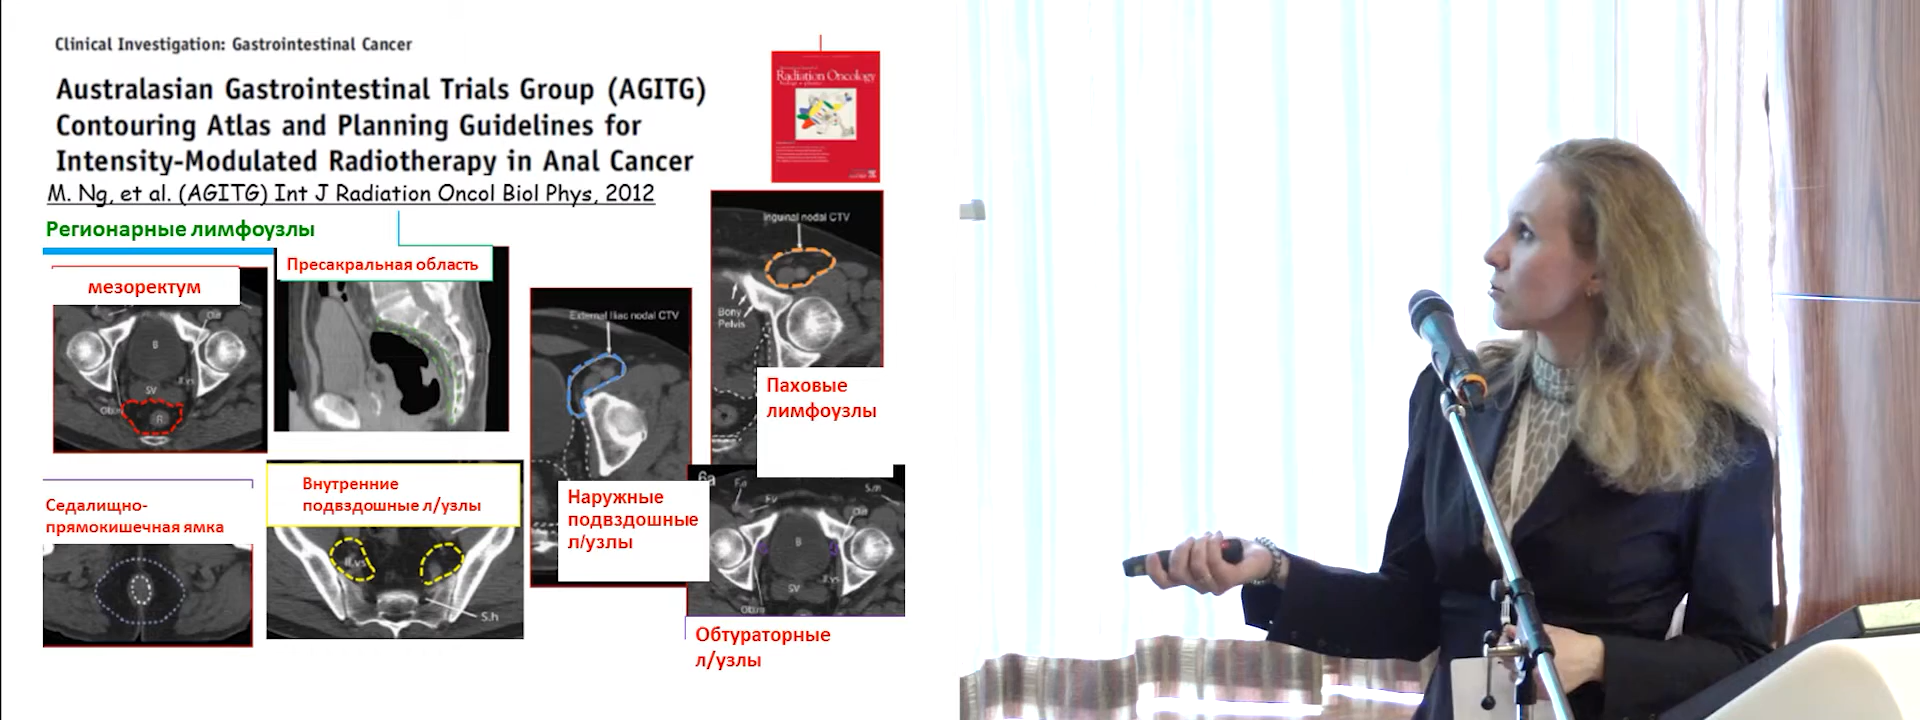 Clinical Investigation: Gastrointestinal Cancer
Australasian Gastrointestinal Trials Group (AGITG)
Contouring Atlas and Planning Guidelines for
Intensity-Modulated Radiotherapy in Anal Cancer
M. Ng, et al. (AGITG) Int J Radiation Oncol Biol Phys, 2012
Radiation Oncology
Регионарные лимфоузлы
мезоректум
B
SV
R
Пресакральная область
External Iliac nodal CTV
Inguinal nodal CTV
Bony
Pelvis
Паховые
лимфоузлы
Седалищно-
прямокишечная ямка
Внутренние
подвздошные л/узлы
S.h
Наружные
подвздошные
л/узлы
6a
B
SV
Обтураторные
л/узлы